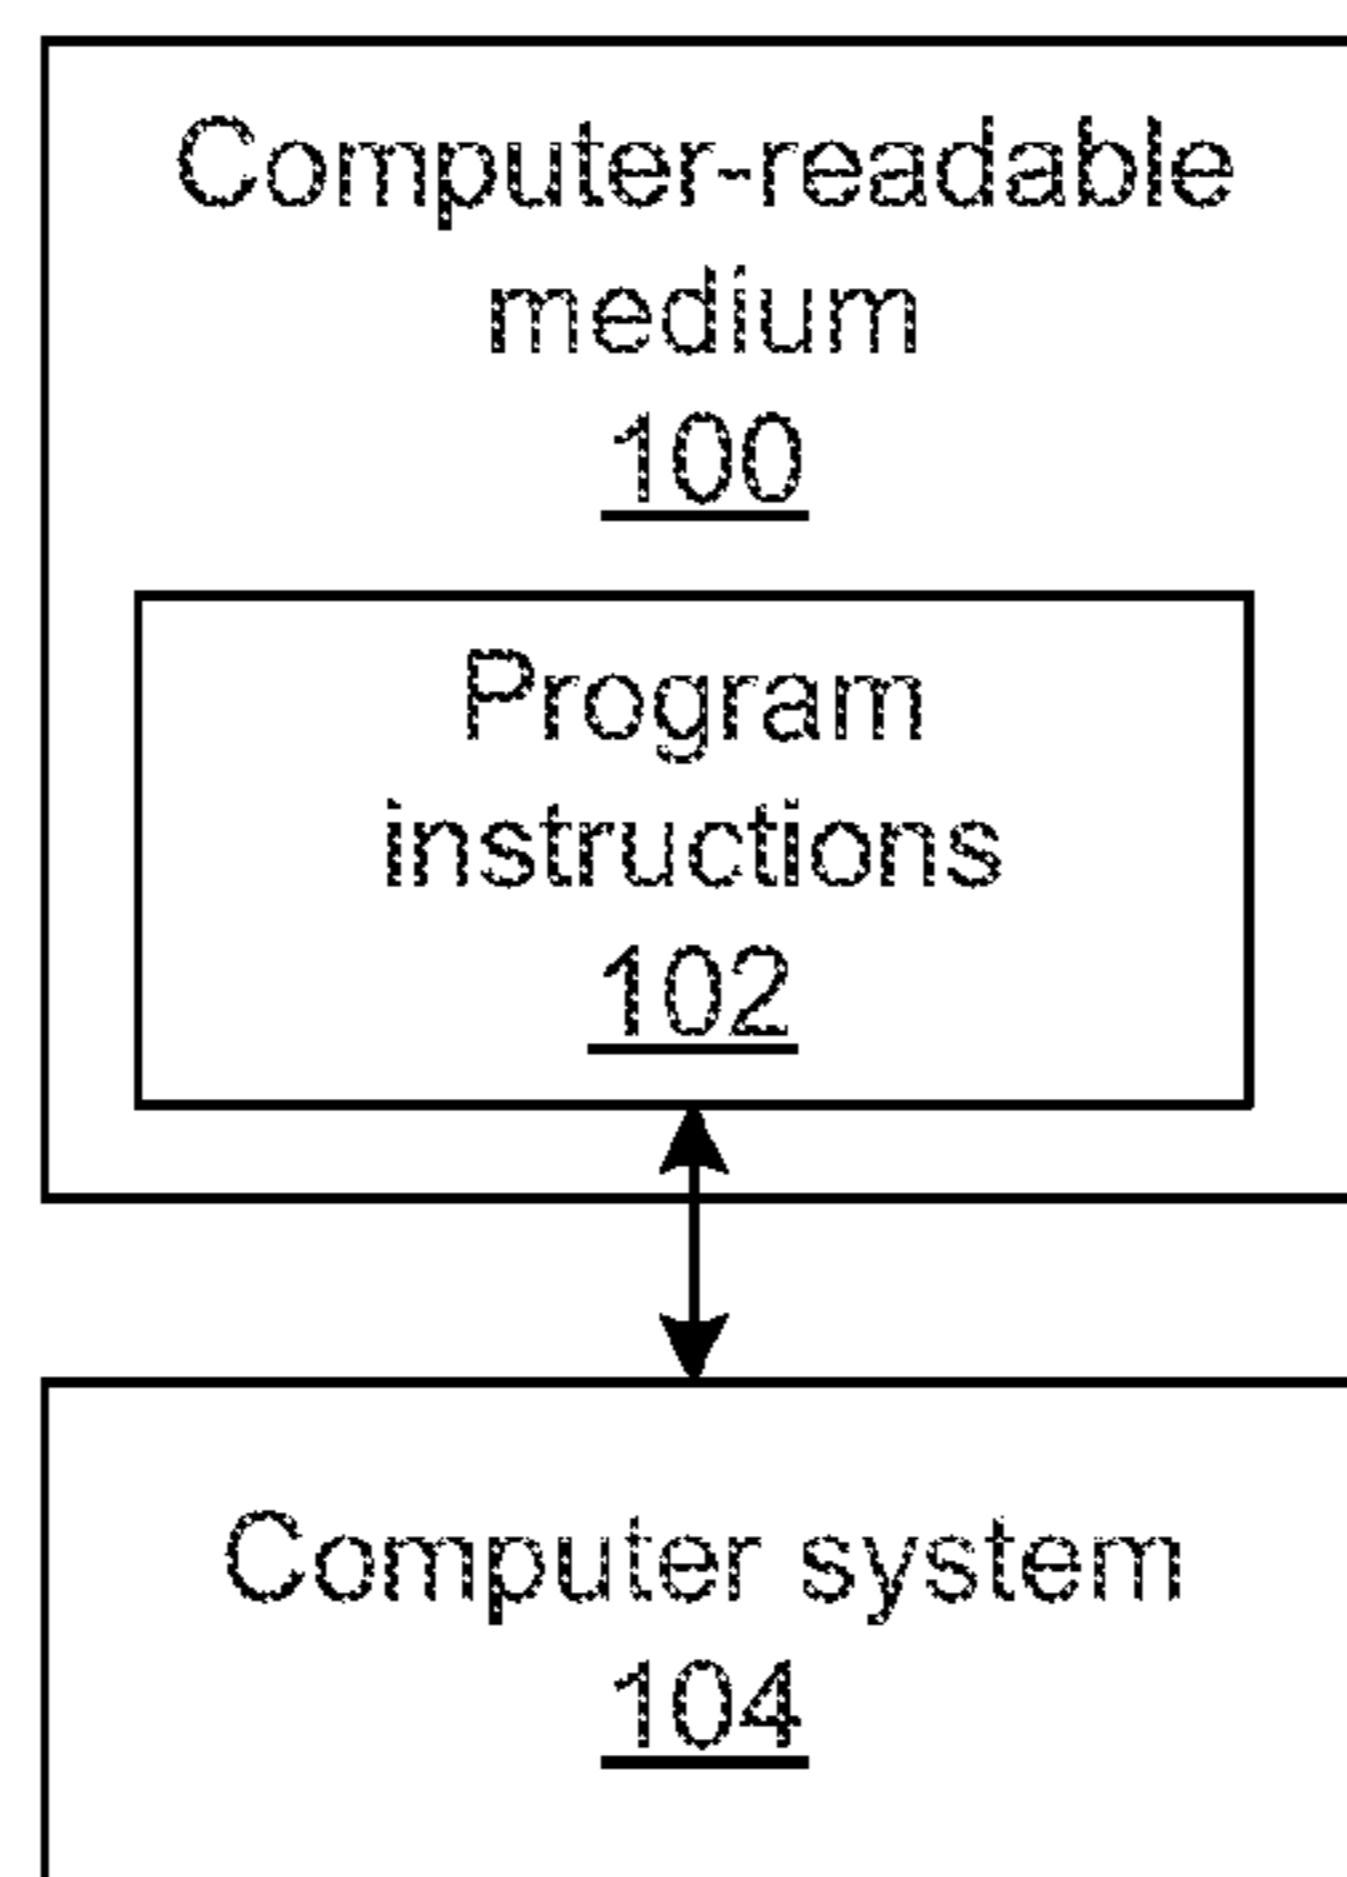 Computer-readable
medium
100
Program
instructions
102
Computer system
104